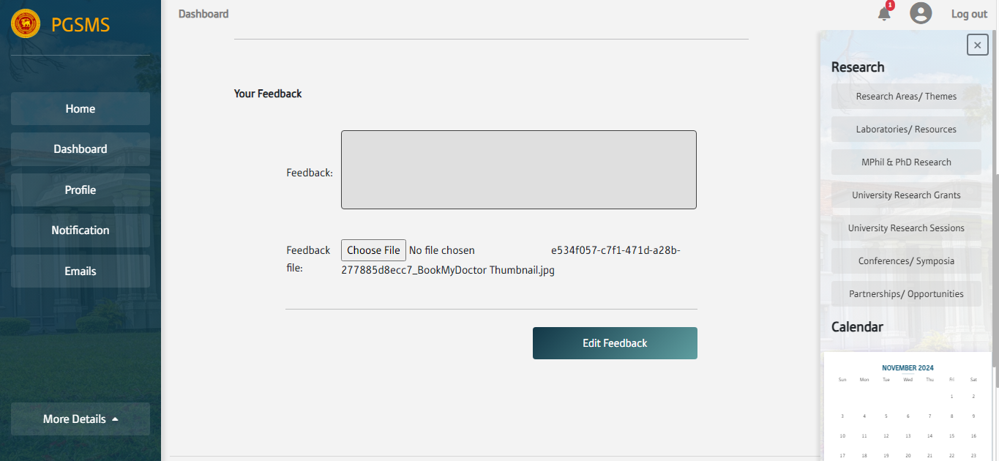 PGSMS
Home
Dashboard
Profile
Notification
Emails
More Details
Dashboard
1
Log out
Your Feedback
Feedback:
Feedback file:
Choose File No file chosen e534f057-c7f1-471d-a28b-
277885d8ecc7_BookMyDoctor Thumbnail.jpg
Edit Feedback
×
Research
Research Areas/ Themes
Laboratories/ Resources
MPhil & PhD Research
University Research Grants
University Research Sessions
Conferences/ Symposia
Partnerships/ Opportunities
Calendar
NOVEMBER 2024
Sun Mon Tue Wed Thu Fri Sat
1 2
3 4 5 6 7 8 9
10 11 12 13 14 15 16
17 18 19 20 21 22 23